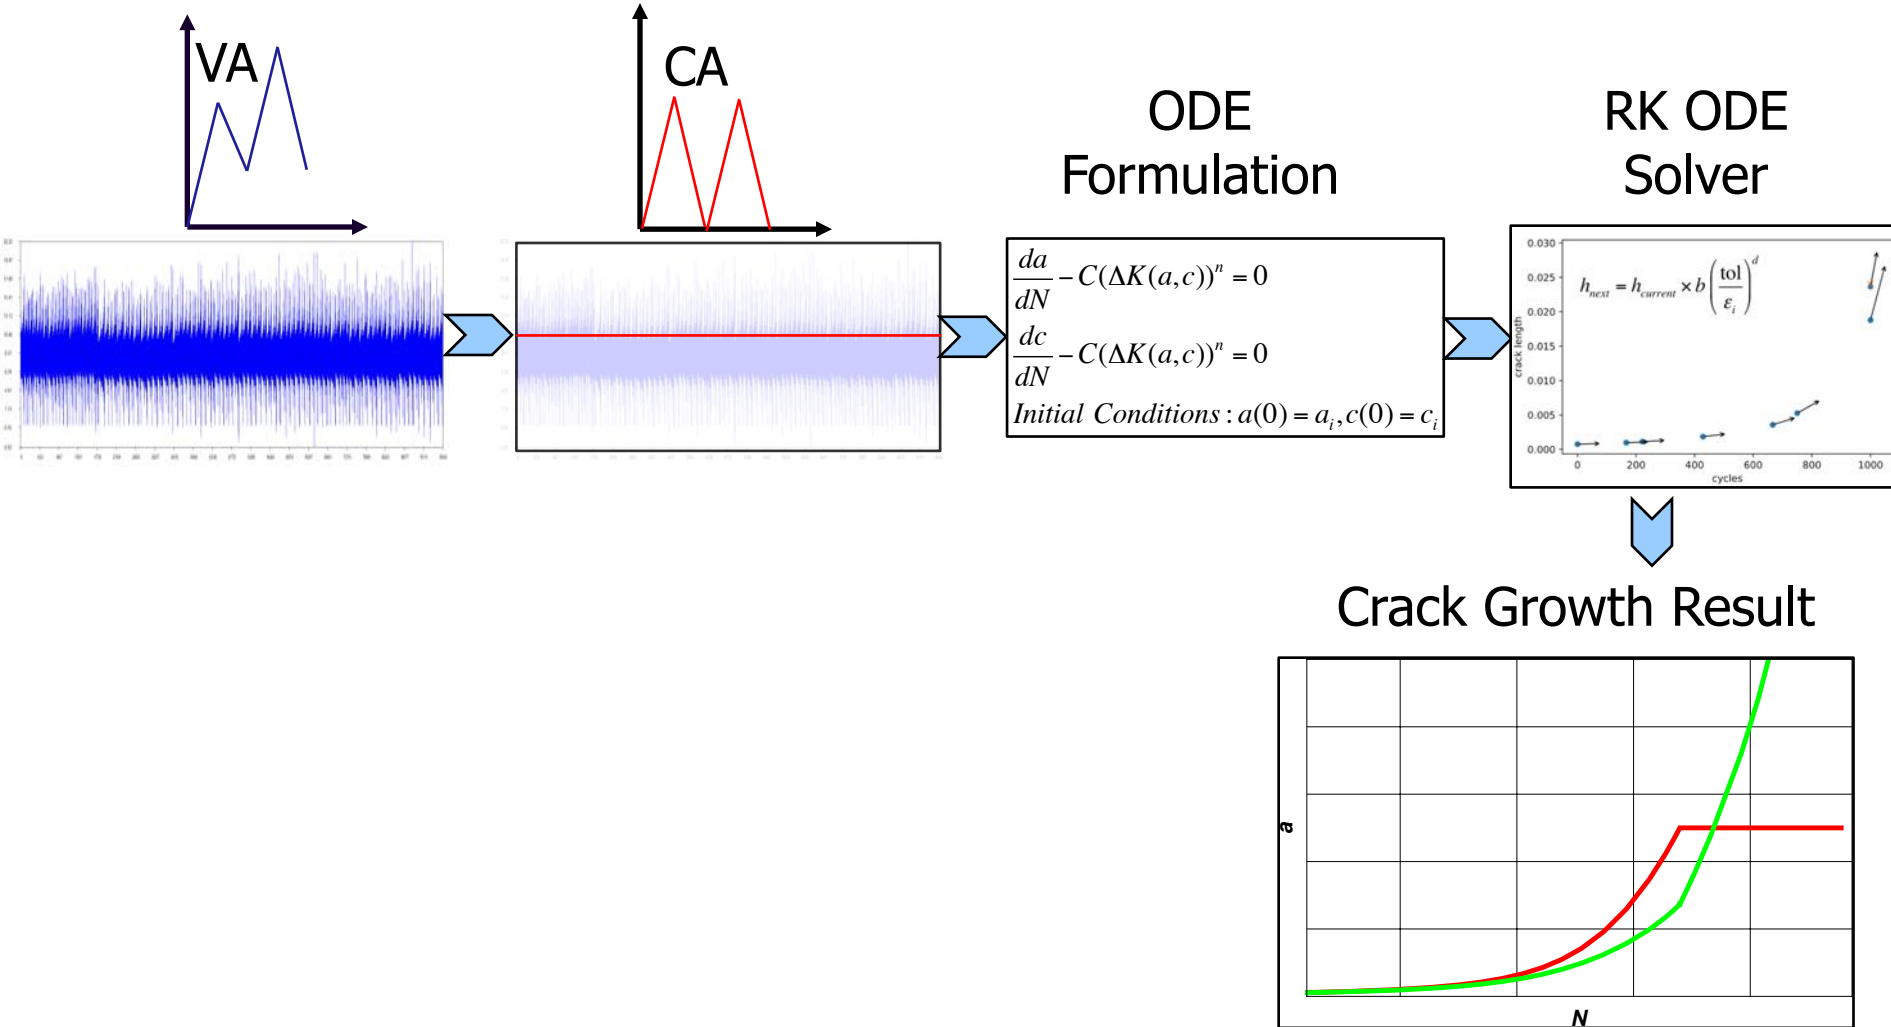 VA
CA
ODE
Formulation
RK ODE
Solver
da/dN − C(ΔK(a,c))^n = 0
dc/dN − C(ΔK(a,c))^n = 0
Initial Conditions : a(0) = a_i, c(0) = c_i
h_next = h_current × b (tol/ε_i)^d
crack length
0.030
0.025
0.020
0.015
0.010
0.005
0.000
0 200 400 600 800 1000
cycles
Crack Growth Result
a
N